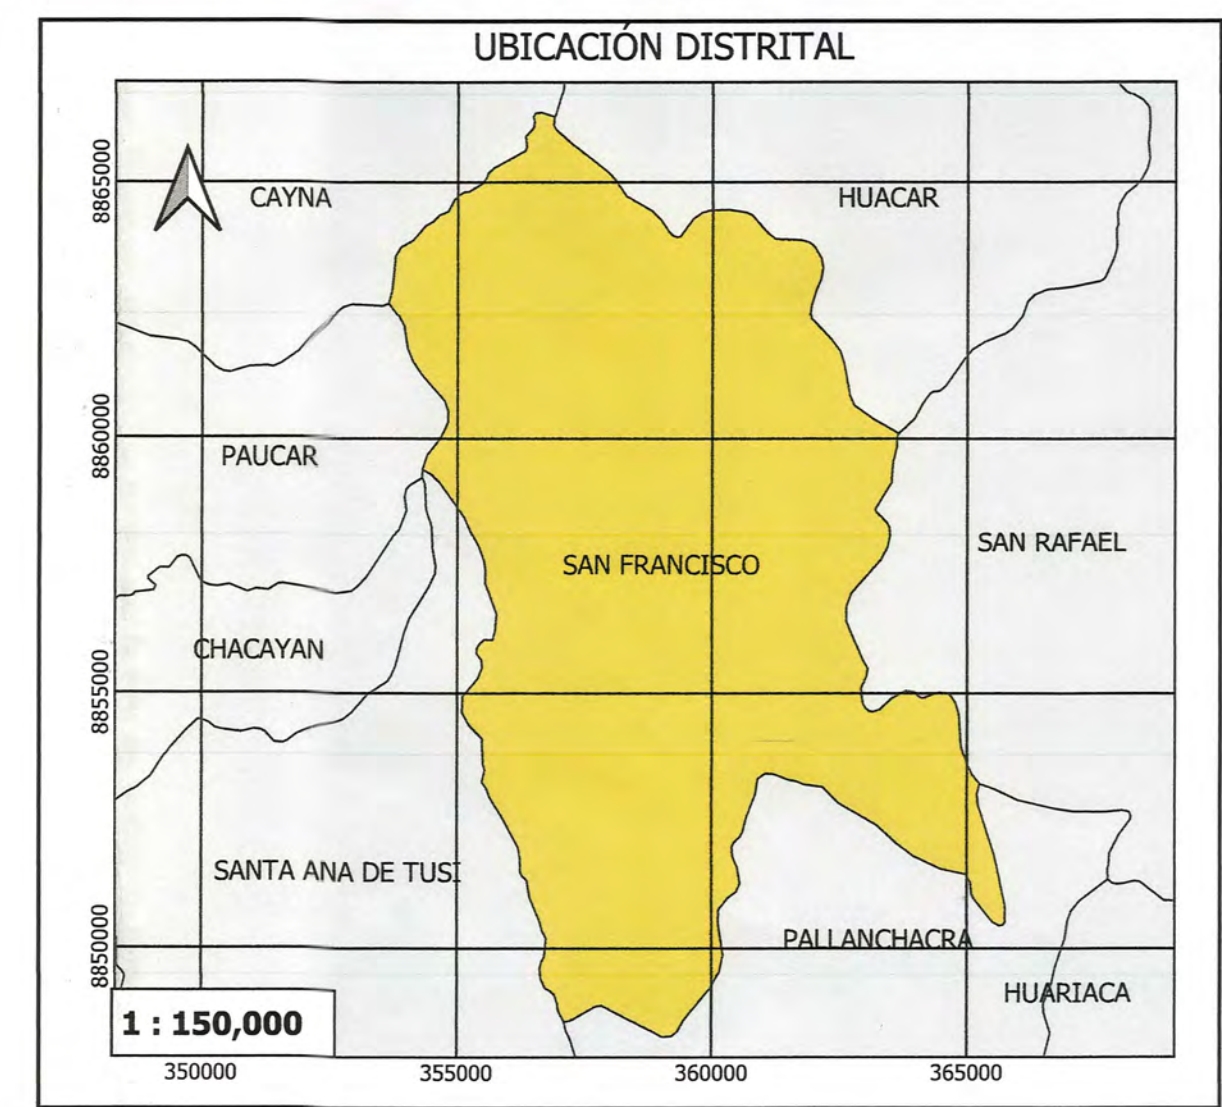 UBICACIÓN DISTRITAL
8865000
CAYNA
HUACAR
8860000
PAUCAR
SAN RAFAEL
SAN FRANCISCO
CHACAYAN
8855000
SANTA ANA DE TUSI
8850000
PALLANCHACRA
HUARIACA
1 : 150,000
350000
355000
360000
365000